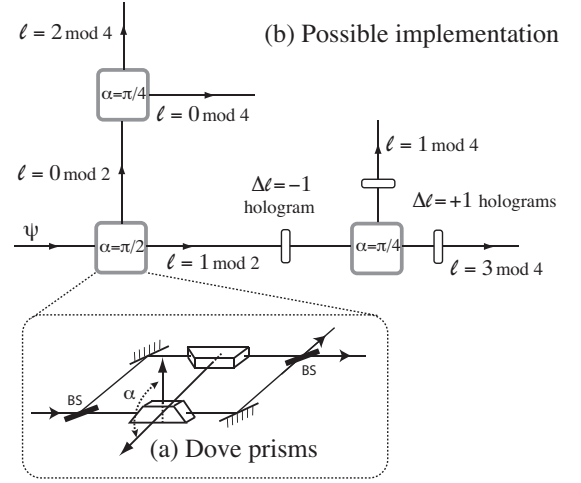 ℓ = 2 mod 4
(b) Possible implementation
α=π/4
ℓ = 0 mod 4
ℓ = 1 mod 4
ℓ = 0 mod 2
Δℓ=−1
hologram
Δℓ=+1 holograms
ψ
α=π/2
α=π/4
ℓ = 1 mod 2
ℓ = 3 mod 4
BS
α
BS
(a) Dove prisms